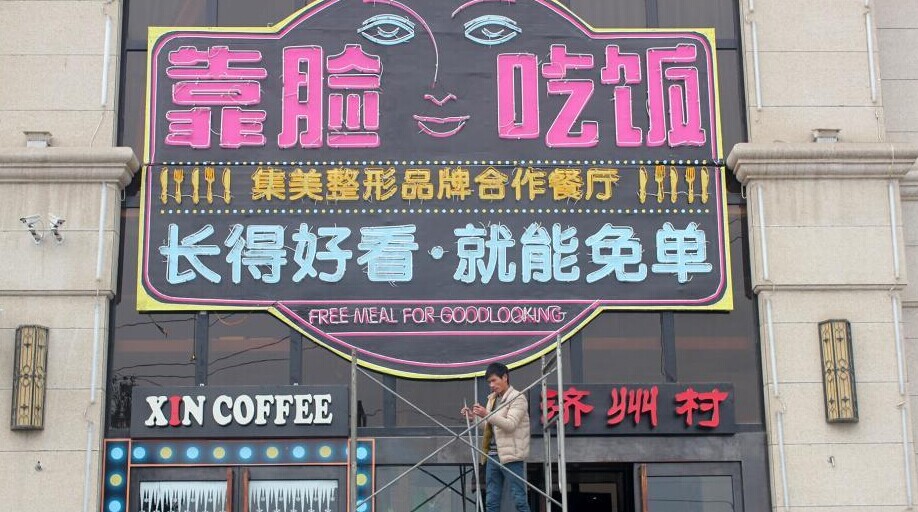 靠脸 吃饭
集美整形品牌合作餐厅
长得好看·就能免单
FREE MEAL FOR GOODLOOKING
XIN COFFEE
济州村